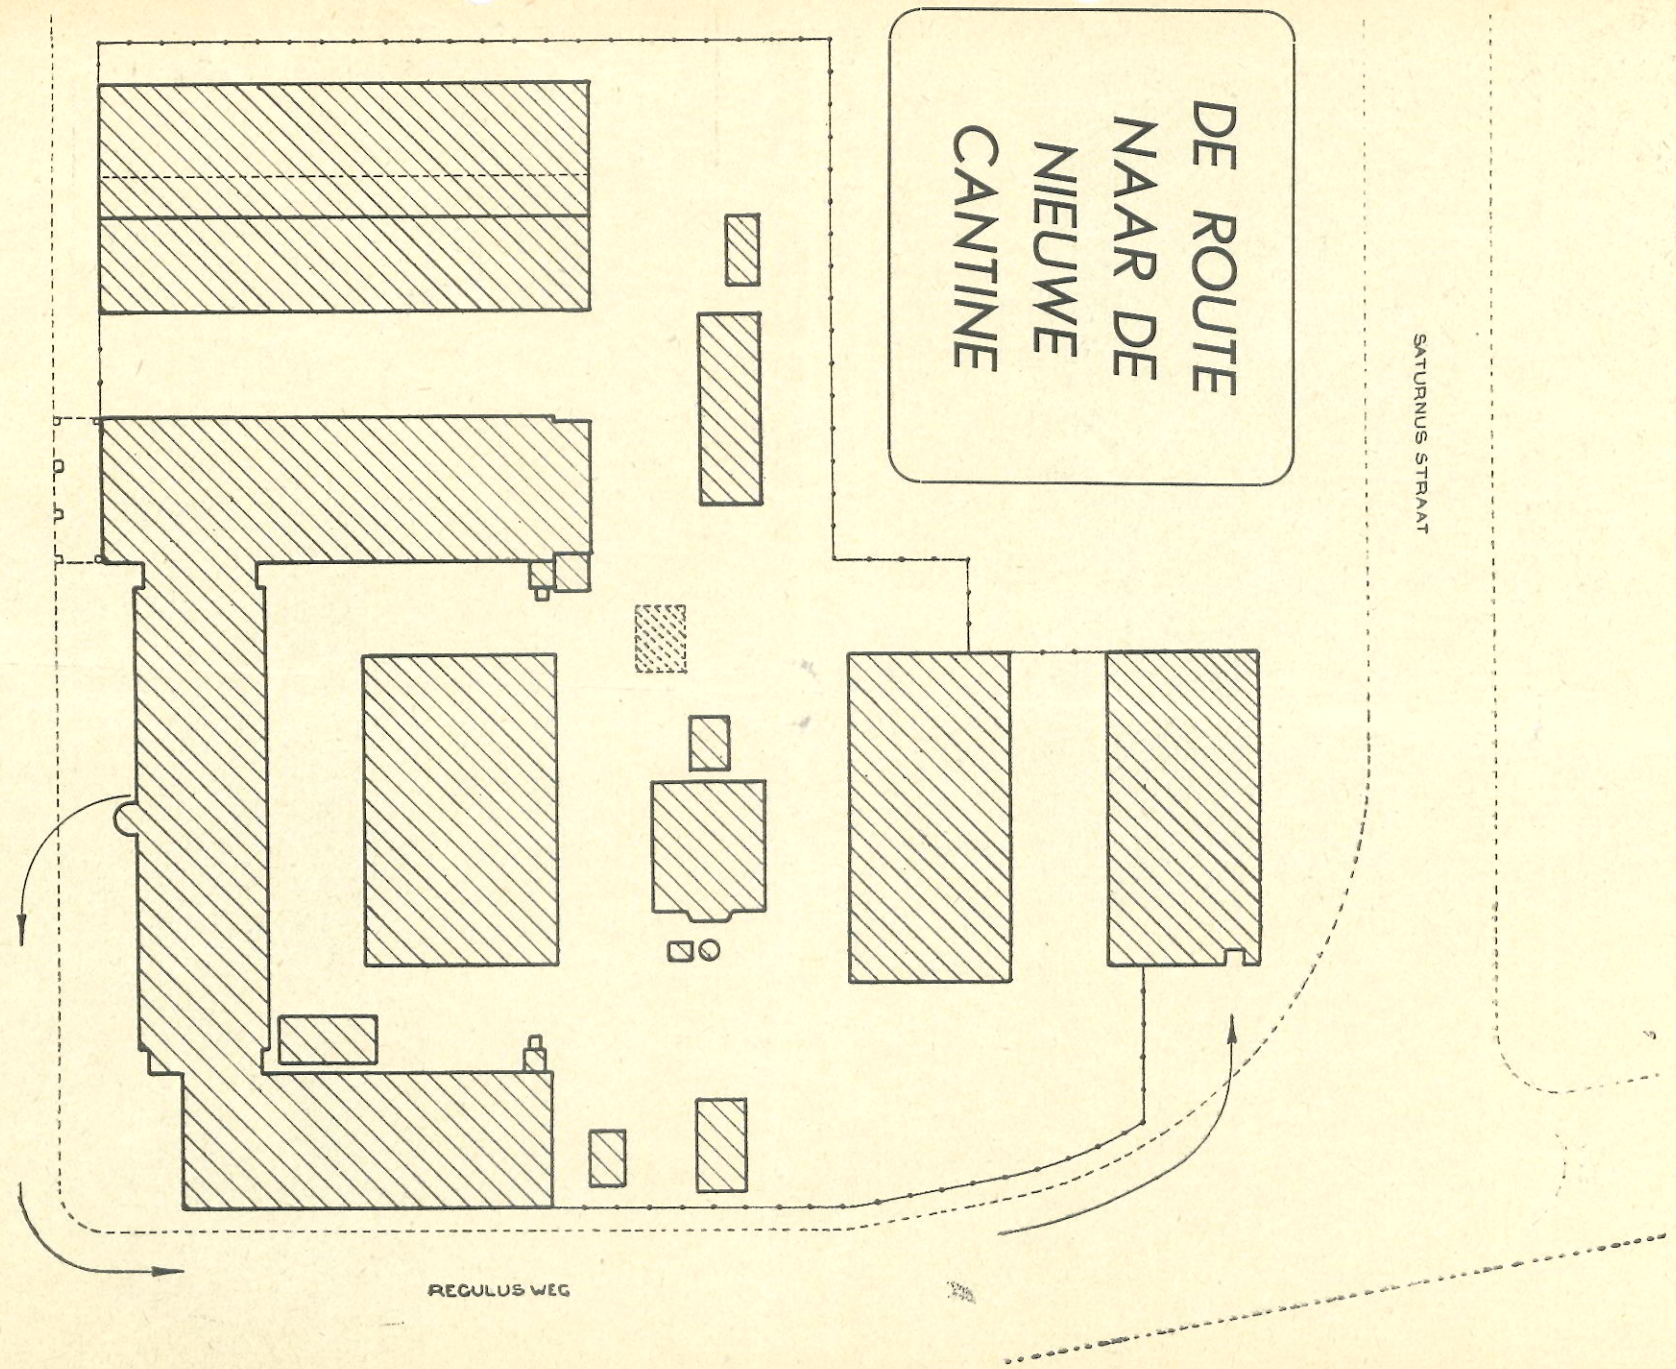 DE ROUTE
NAAR DE
NIEUWE
CANTINE
SATURNUS STRAAT
REGULUS WEG